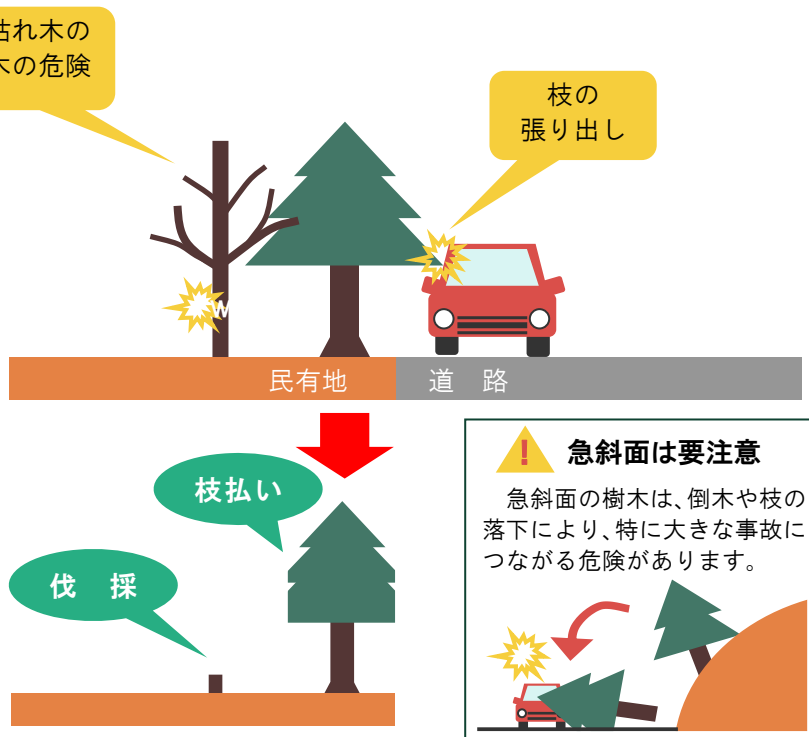 枯れ木の
木の危険
枝の
張り出し
W
民有地
道　路
枝払い
伐　採
! 急斜面は要注意
　急斜面の樹木は、倒木や枝の
落下により、特に大きな事故に
つながる危険があります。